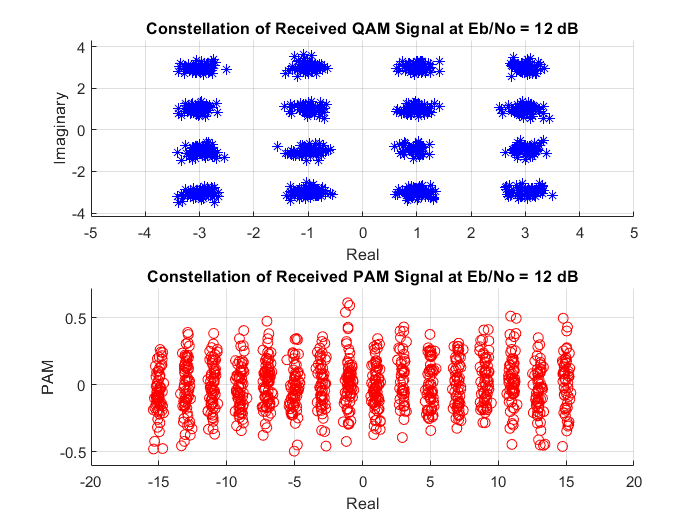 Constellation of Received QAM Signal at Eb/No = 12 dB
4
2
0
-2
-4
Imaginary
-5 -4 -3 -2 -1 0 1 2 3 4 5
Real
Constellation of Received PAM Signal at Eb/No = 12 dB
0.5
0
-0.5
PAM
-20 -15 -10 -5 0 5 10 15 20
Real